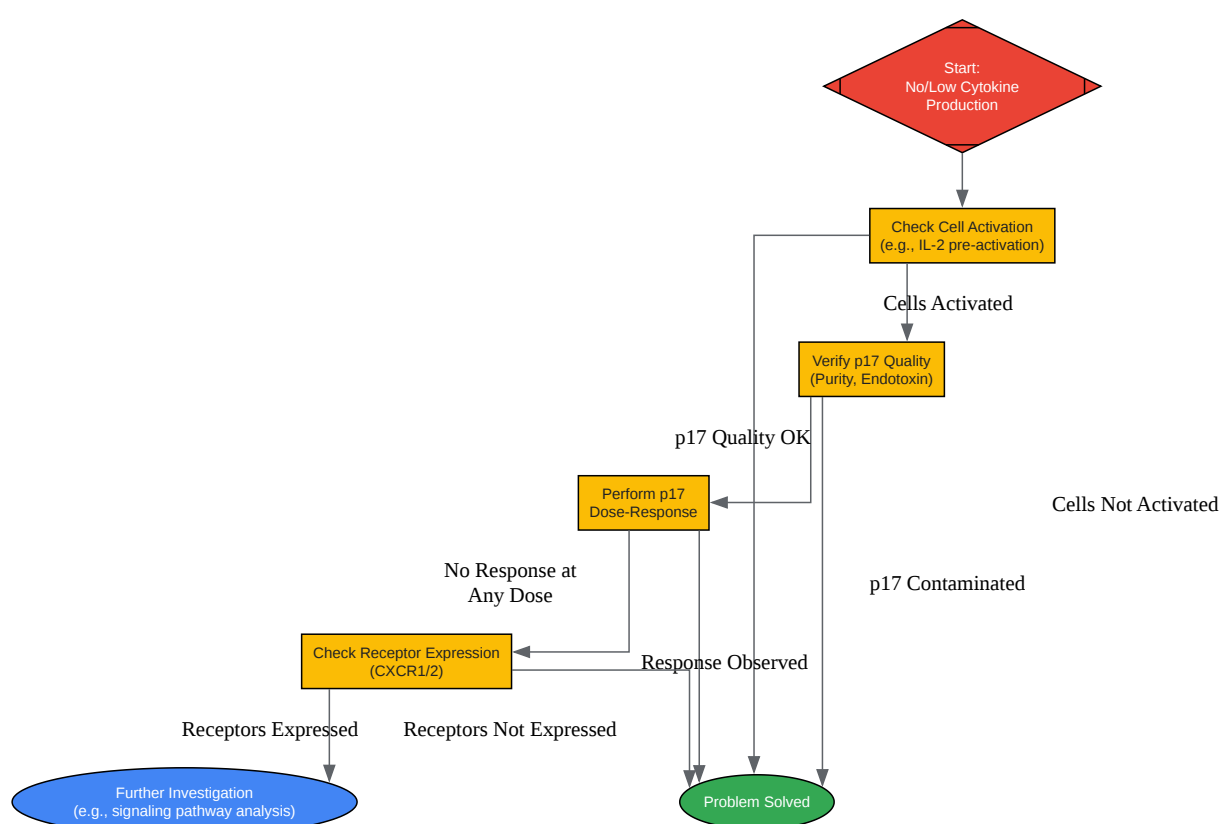 Start:
No/Low Cytokine
Production
Check Cell Activation
(e.g., IL-2 pre-activation)
Cells Activated
Verify p17 Quality
(Purity, Endotoxin)
p17 Quality OK
Perform p17
Dose-Response
Cells Not Activated
No Response at
Any Dose
p17 Contaminated
Check Receptor Expression
(CXCR1/2)
Response Observed
Receptors Expressed
Receptors Not Expressed
Further Investigation
(e.g., signaling pathway analysis)
Problem Solved